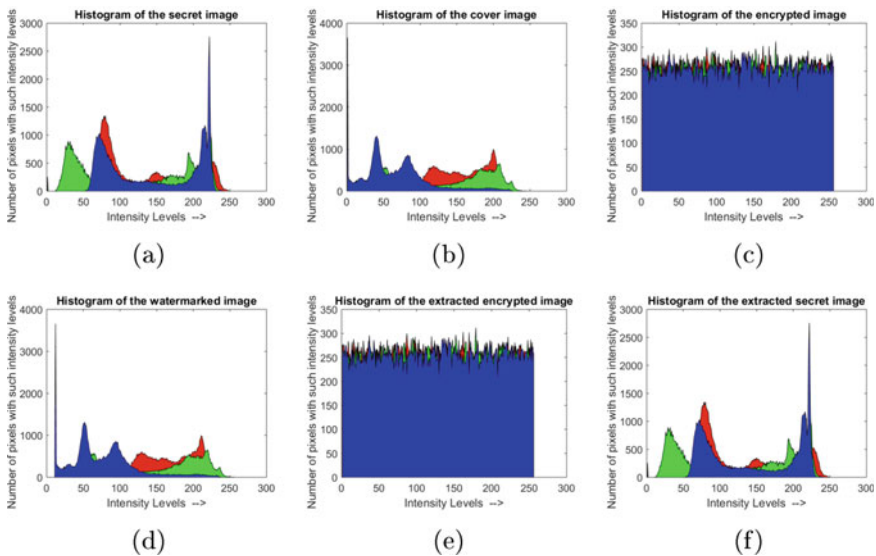 Histogram of the secret image
Number of pixels with such intensity levels
3000
2500
2000
1500
1000
500
0
0 50 100 150 200 250 300
Intensity Levels -->
(a)
Histogram of the cover image
Number of pixels with such intensity levels
4000
3000
2000
1000
0
0 50 100 150 200 250 300
Intensity Levels -->
(b)
Histogram of the encrypted image
Number of pixels with such intensity levels
350
300
250
200
150
100
50
0
0 50 100 150 200 250 300
Intensity Levels -->
(c)
Histogram of the watermarked image
Number of pixels with such intensity levels
4000
3000
2000
1000
0
0 50 100 150 200 250 300
Intensity Levels -->
(d)
Histogram of the extracted encrypted image
Number of pixels with such intensity levels
350
300
250
200
150
100
50
0
0 50 100 150 200 250 300
Intensity Levels -->
(e)
Histogram of the extracted secret image
Number of pixels with such intensity levels
3000
2500
2000
1500
1000
500
0
0 50 100 150 200 250 300
Intensity Levels -->
(f)